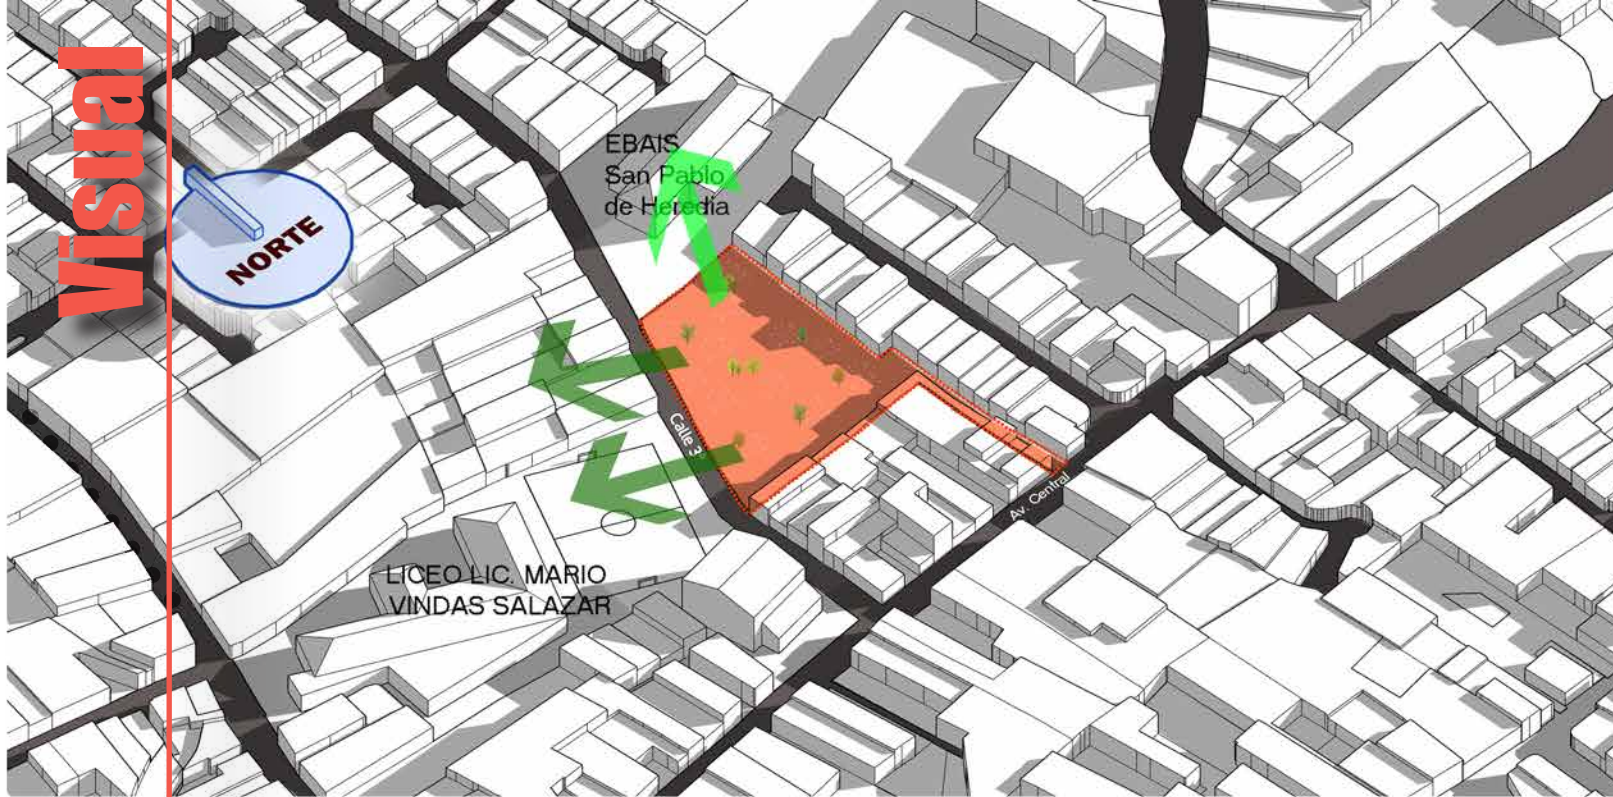 Visual
NORTE
EBAIS
San Pablo
de Heredia
Calle 3
Av. Central
LICEO LIC. MARIO
VINDAS SALAZAR